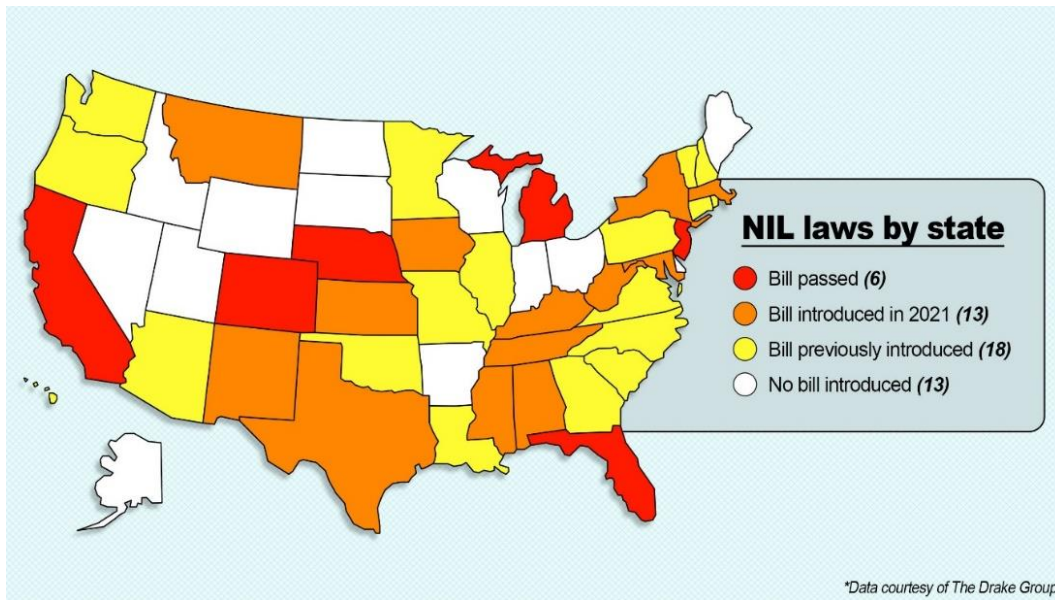 NIL laws by state
Bill passed (6)
Bill introduced in 2021 (13)
Bill previously introduced (18)
No bill introduced (13)
*Data courtesy of The Drake Group